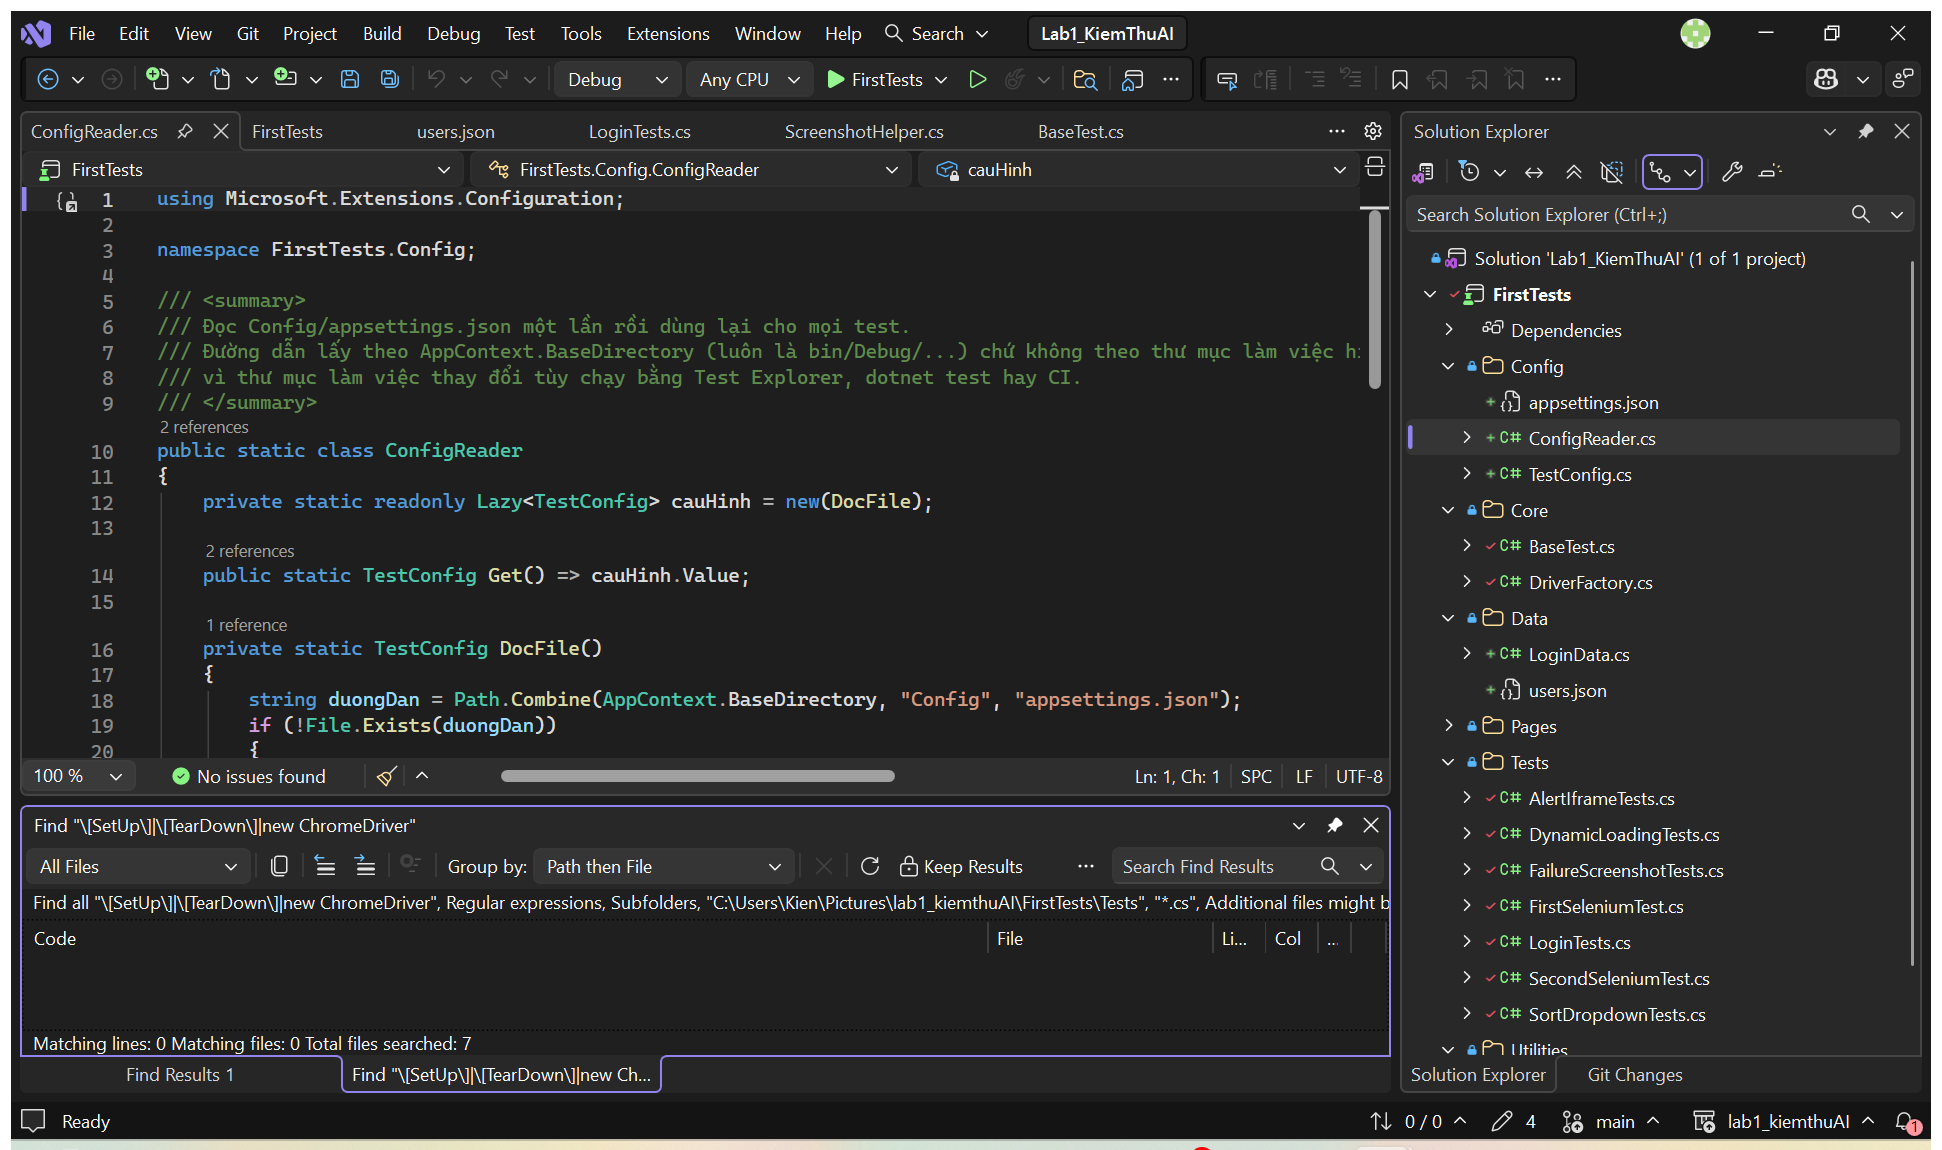 File Edit View Git Project Build Debug Test Tools Extensions Window Help Search Lab1_KiemThuAI
Debug Any CPU FirstTests
ConfigReader.cs FirstTests users.json LoginTests.cs ScreenshotHelper.cs BaseTest.cs
FirstTests FirstTests.Config.ConfigReader cauHinh
1 using Microsoft.Extensions.Configuration;
2
3 namespace FirstTests.Config;
4
5 /// <summary>
6 /// Đọc Config/appsettings.json một lần rồi dùng lại cho mọi test.
7 /// Đường dẫn lấy theo AppContext.BaseDirectory (luôn là bin/Debug/...) chứ không theo thư mục làm việc h
8 /// vì thư mục làm việc thay đổi tùy chạy bằng Test Explorer, dotnet test hay CI.
9 /// </summary>
2 references
10 public static class ConfigReader
11 {
12 private static readonly Lazy<TestConfig> cauHinh = new(DocFile);
13
2 references
14 public static TestConfig Get() => cauHinh.Value;
15
1 reference
16 private static TestConfig DocFile()
17 {
18 string duongDan = Path.Combine(AppContext.BaseDirectory, "Config", "appsettings.json");
19 if (!File.Exists(duongDan))
20 {
100 % No issues found Ln: 1, Ch: 1 SPC LF UTF-8
Find "\[SetUp\]|\[TearDown\]|new ChromeDriver"
All Files Group by: Path then File Keep Results Search Find Results
Find all "\[SetUp\]|\[TearDown\]|new ChromeDriver", Regular expressions, Subfolders, "C:\Users\Kien\Pictures\lab1_kiemthuAI\FirstTests\Tests", "*.cs", Additional files might b
Code File Li... Col ...
Matching lines: 0 Matching files: 0 Total files searched: 7
Find Results 1 Find "\[SetUp\]|\[TearDown\]|new Ch...
Solution Explorer
Search Solution Explorer (Ctrl+;)
Solution 'Lab1_KiemThuAI' (1 of 1 project)
FirstTests
Dependencies
Config
appsettings.json
C# ConfigReader.cs
C# TestConfig.cs
Core
C# BaseTest.cs
C# DriverFactory.cs
Data
C# LoginData.cs
users.json
Pages
Tests
C# AlertIframeTests.cs
C# DynamicLoadingTests.cs
C# FailureScreenshotTests.cs
C# FirstSeleniumTest.cs
C# LoginTests.cs
C# SecondSeleniumTest.cs
C# SortDropdownTests.cs
Utilities
Solution Explorer Git Changes
Ready 0 / 0 4 main lab1_kiemthuAI 1